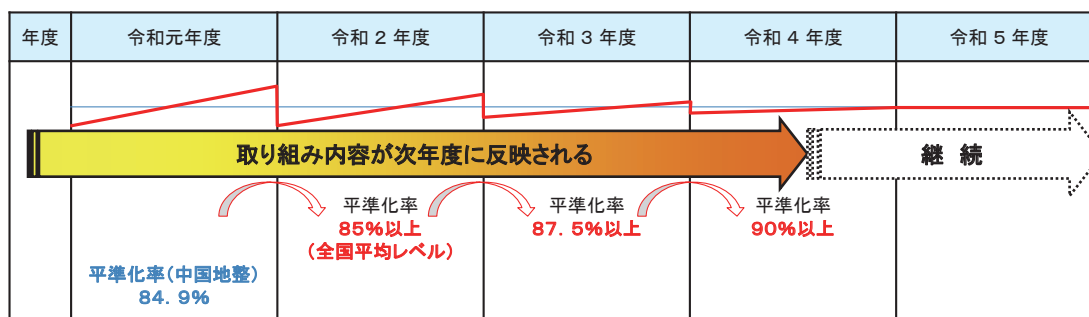 年度
令和元年度
令和２年度
令和３年度
令和４年度
令和５年度
取り組み内容が次年度に反映される
継 続
平準化率
85％以上
（全国平均レベル）
平準化率
87．5％以上
平準化率
90％以上
平準化率（中国地整）
84．9％